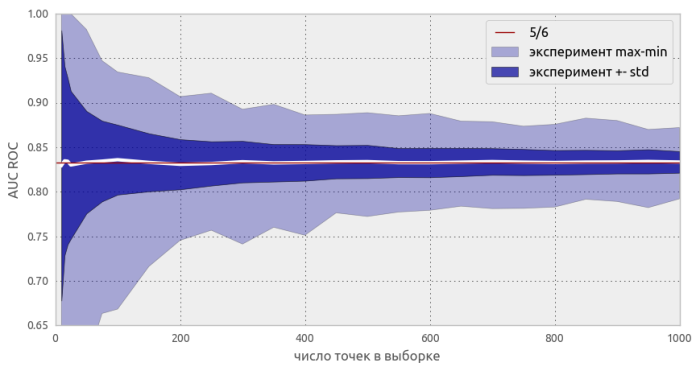 1.00
0.95
0.90
0.85
0.80
0.75
0.70
0.65
AUC ROC
5/6
эксперимент max-min
эксперимент +- std
0 200 400 600 800 1000
число точек в выборке